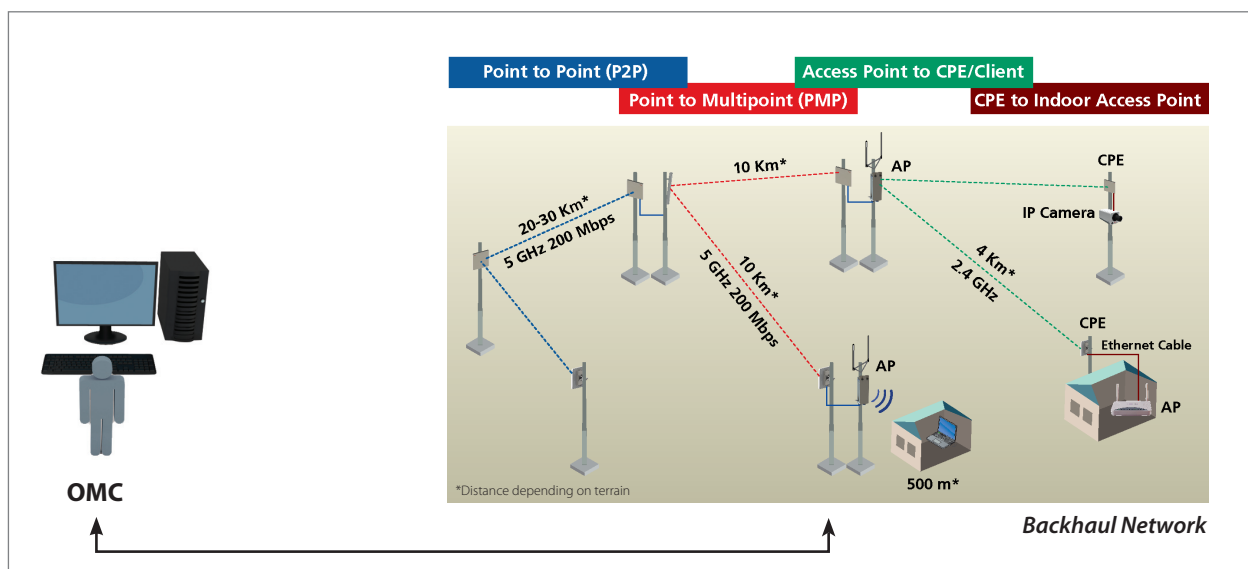 Point to Point (P2P)
Access Point to CPE/Client
Point to Multipoint (PMP)
CPE to Indoor Access Point
20-30 Km*
5 GHz 200 Mbps
10 Km*
10 Km*
5 GHz 200 Mbps
AP
CPE
IP Camera
4 Km*
2.4 GHz
CPE
Ethernet Cable
AP
AP
500 m*
*Distance depending on terrain
OMC
Backhaul Network